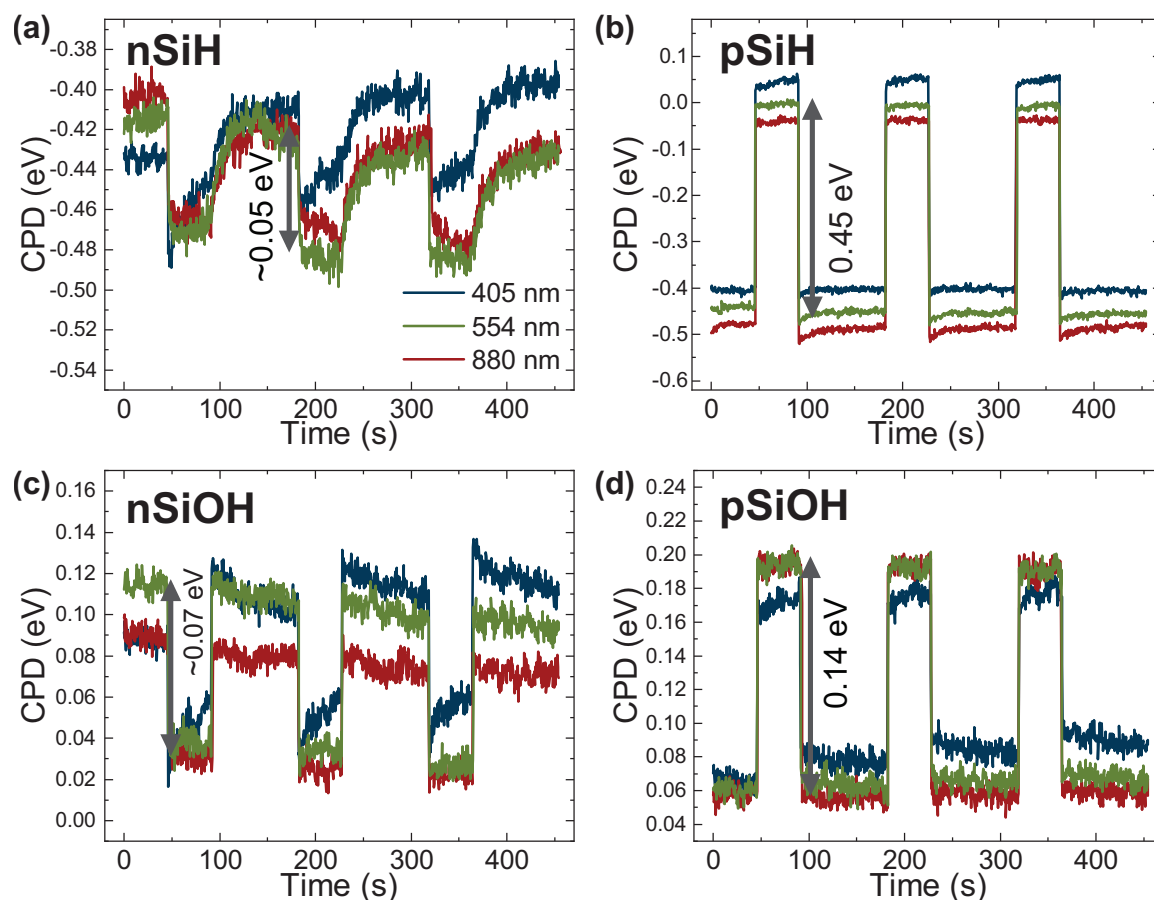 (a)
nSiH
CPD (eV)
-0.38
-0.40
-0.42
-0.44
-0.46
-0.48
-0.50
-0.52
-0.54
~0.05 eV
405 nm
554 nm
880 nm
0 100 200 300 400
Time (s)
(b)
pSiH
CPD (eV)
0.1
0.0
-0.1
-0.2
-0.3
-0.4
-0.5
-0.6
0.45 eV
0 100 200 300 400
Time (s)
(c)
nSiOH
CPD (eV)
0.16
0.14
0.12
0.10
0.08
0.06
0.04
0.02
0.00
~0.07 eV
0 100 200 300 400
Time (s)
(d)
pSiOH
CPD (eV)
0.24
0.22
0.20
0.18
0.16
0.14
0.12
0.10
0.08
0.06
0.04
0.14 eV
0 100 200 300 400
Time (s)